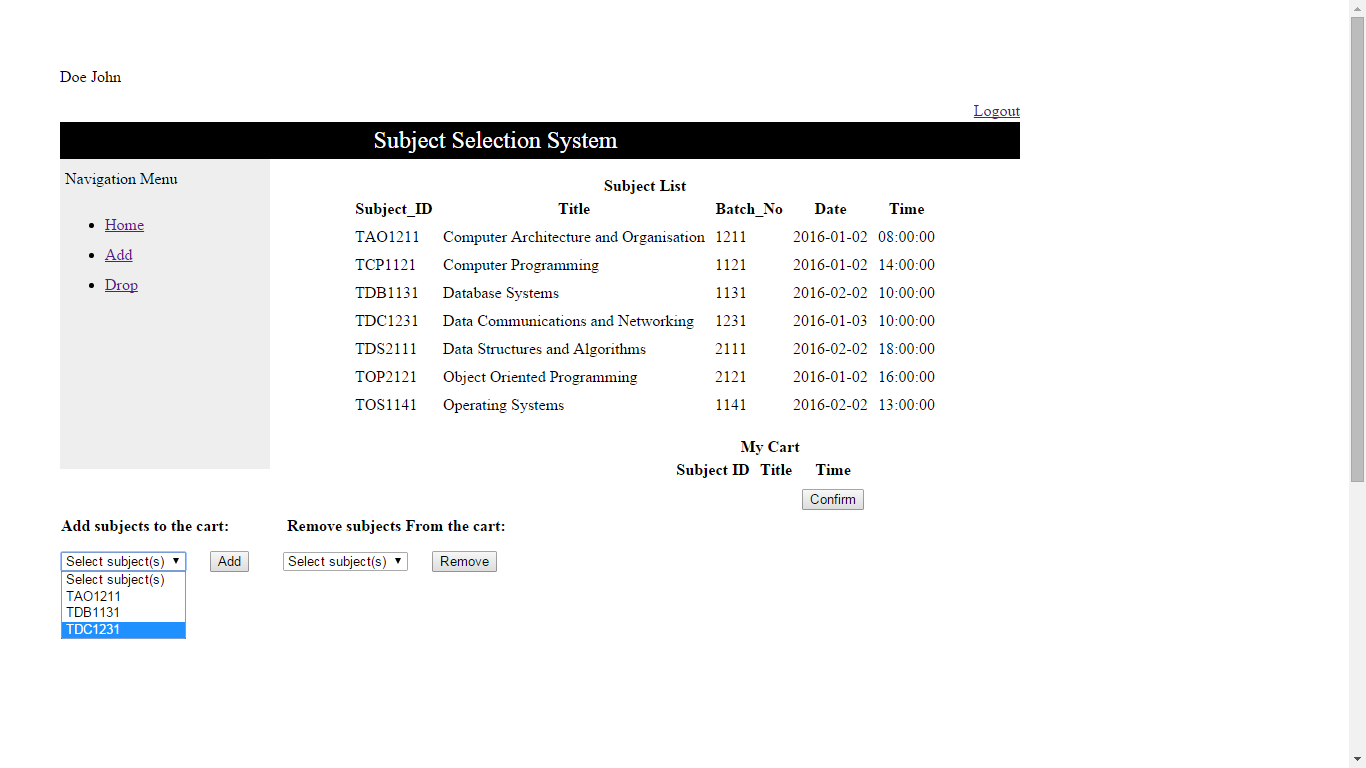 Doe John
Logout
Subject Selection System
Navigation Menu
Home
Add
Drop
Subject List
Subject_ID Title Batch_No Date Time
TAO1211 Computer Architecture and Organisation 1211 2016-01-02 08:00:00
TCP1121 Computer Programming 1121 2016-01-02 14:00:00
TDB1131 Database Systems 1131 2016-02-02 10:00:00
TDC1231 Data Communications and Networking 1231 2016-01-03 10:00:00
TDS2111 Data Structures and Algorithms 2111 2016-02-02 18:00:00
TOP2121 Object Oriented Programming 2121 2016-01-02 16:00:00
TOS1141 Operating Systems 1141 2016-02-02 13:00:00
My Cart
Subject ID Title Time
Confirm
Add subjects to the cart: Remove subjects From the cart:
Select subject(s) Add Select subject(s) Remove
Select subject(s)
TAO1211
TDB1131
TDC1231